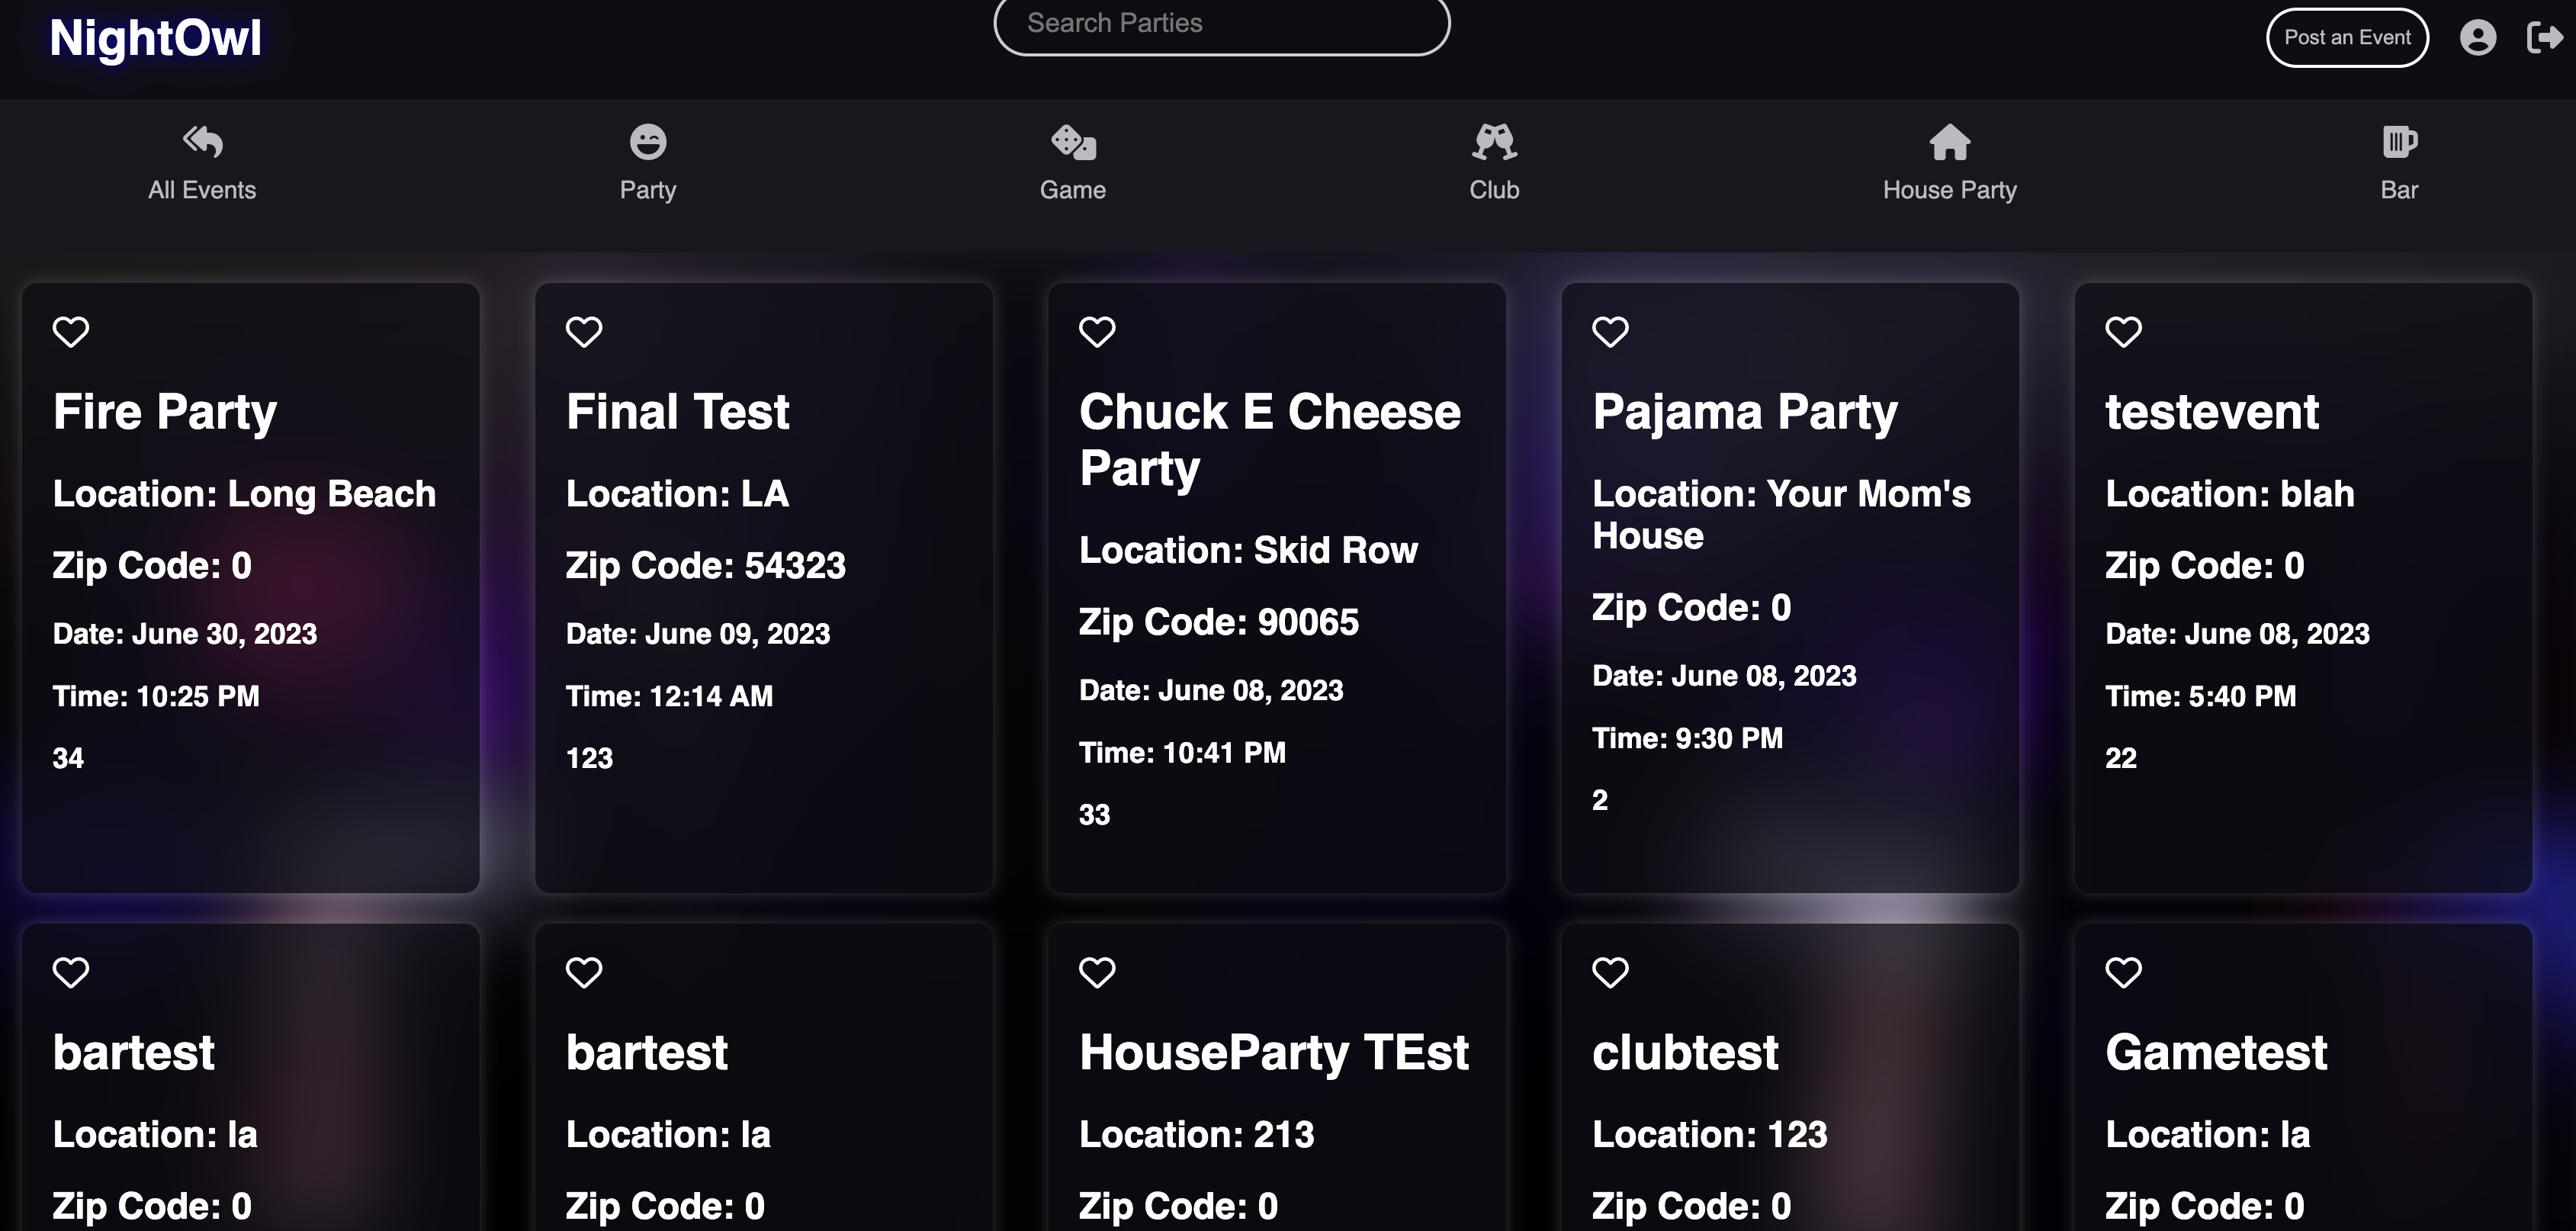 NightOwl
Search Parties
Post an Event
All Events
Party
Game
Club
House Party
Bar
Fire Party
Location: Long Beach
Zip Code: 0
Date: June 30, 2023
Time: 10:25 PM
34
Final Test
Location: LA
Zip Code: 54323
Date: June 09, 2023
Time: 12:14 AM
123
Chuck E Cheese
Party
Location: Skid Row
Zip Code: 90065
Date: June 08, 2023
Time: 10:41 PM
33
Pajama Party
Location: Your Mom's
House
Zip Code: 0
Date: June 08, 2023
Time: 9:30 PM
2
testevent
Location: blah
Zip Code: 0
Date: June 08, 2023
Time: 5:40 PM
22
bartest
Location: la
Zip Code: 0
bartest
Location: la
Zip Code: 0
HouseParty TEst
Location: 213
Zip Code: 0
clubtest
Location: 123
Zip Code: 0
Gametest
Location: la
Zip Code: 0